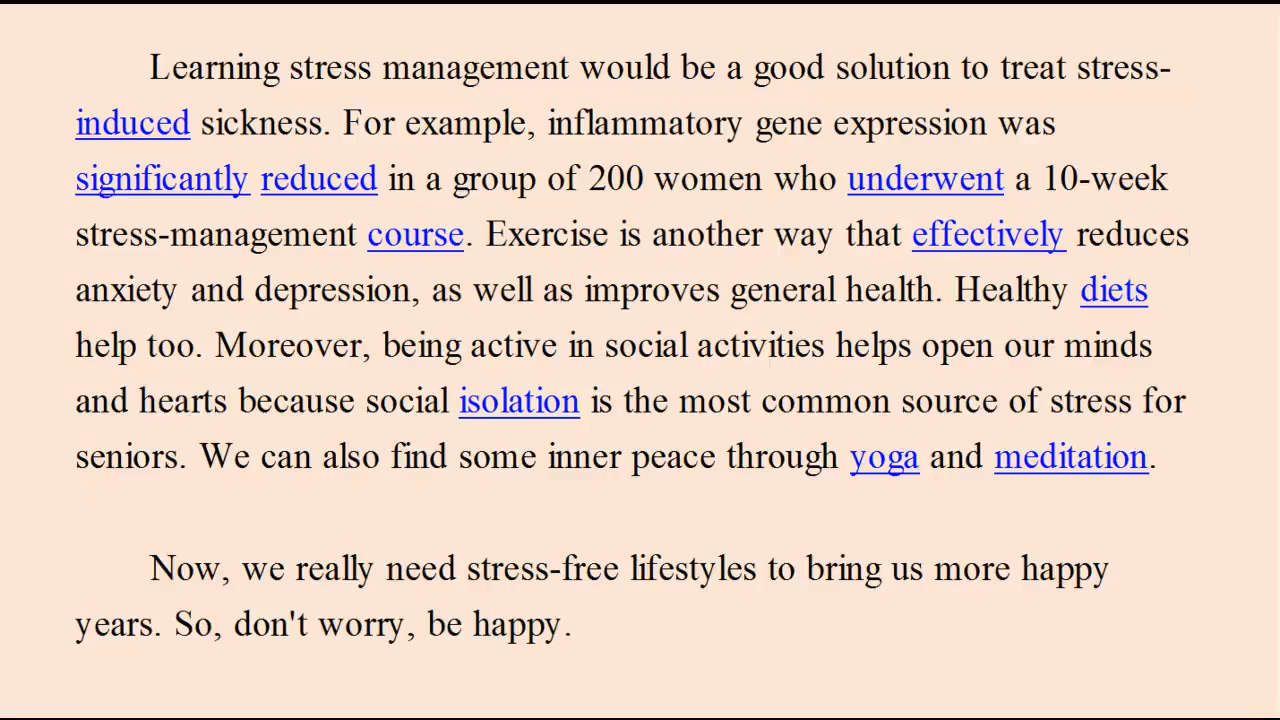 Learning stress management would be a good solution to treat stress-
induced sickness. For example, inflammatory gene expression was
significantly reduced in a group of 200 women who underwent a 10-week
stress-management course. Exercise is another way that effectively reduces
anxiety and depression, as well as improves general health. Healthy diets
help too. Moreover, being active in social activities helps open our minds
and hearts because social isolation is the most common source of stress for
seniors. We can also find some inner peace through yoga and meditation.
Now, we really need stress-free lifestyles to bring us more happy
years. So, don't worry, be happy.